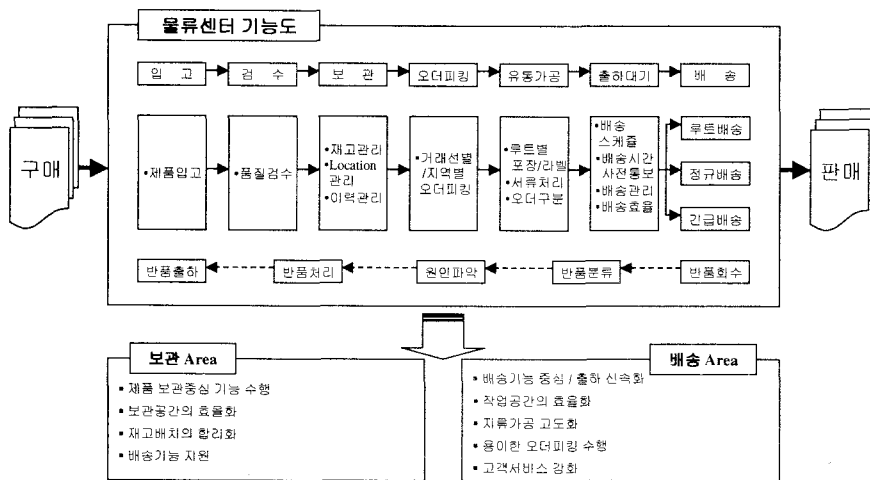 물류센터 기능도
입 고
검 수
보 관
오더피킹
유통가공
출하대기
배 송
구매
•제품입고
•품질검수
•재고관리
•Location
관리
•이력관리
•거래선별
/지역별
오더피킹
•루트별
포장/라벨
•서류처리
•오더구분
•배송
스케쥴
•배송시간
사전통보
•배송관리
•배송효율
루트배송
정규배송
긴급배송
판매
반품출하
반품처리
원인파악
반품분류
반품회수
보관 Area
• 제품 보관중심 기능 수행
• 보관공간의 효율화
• 재고배치의 합리화
• 배송기능 지원
배송 Area
• 배송기능 중심 / 출하 신속화
• 작업공간의 효율화
• 지류가공 고도화
• 용이한 오더피킹 수행
• 고객서비스 강화